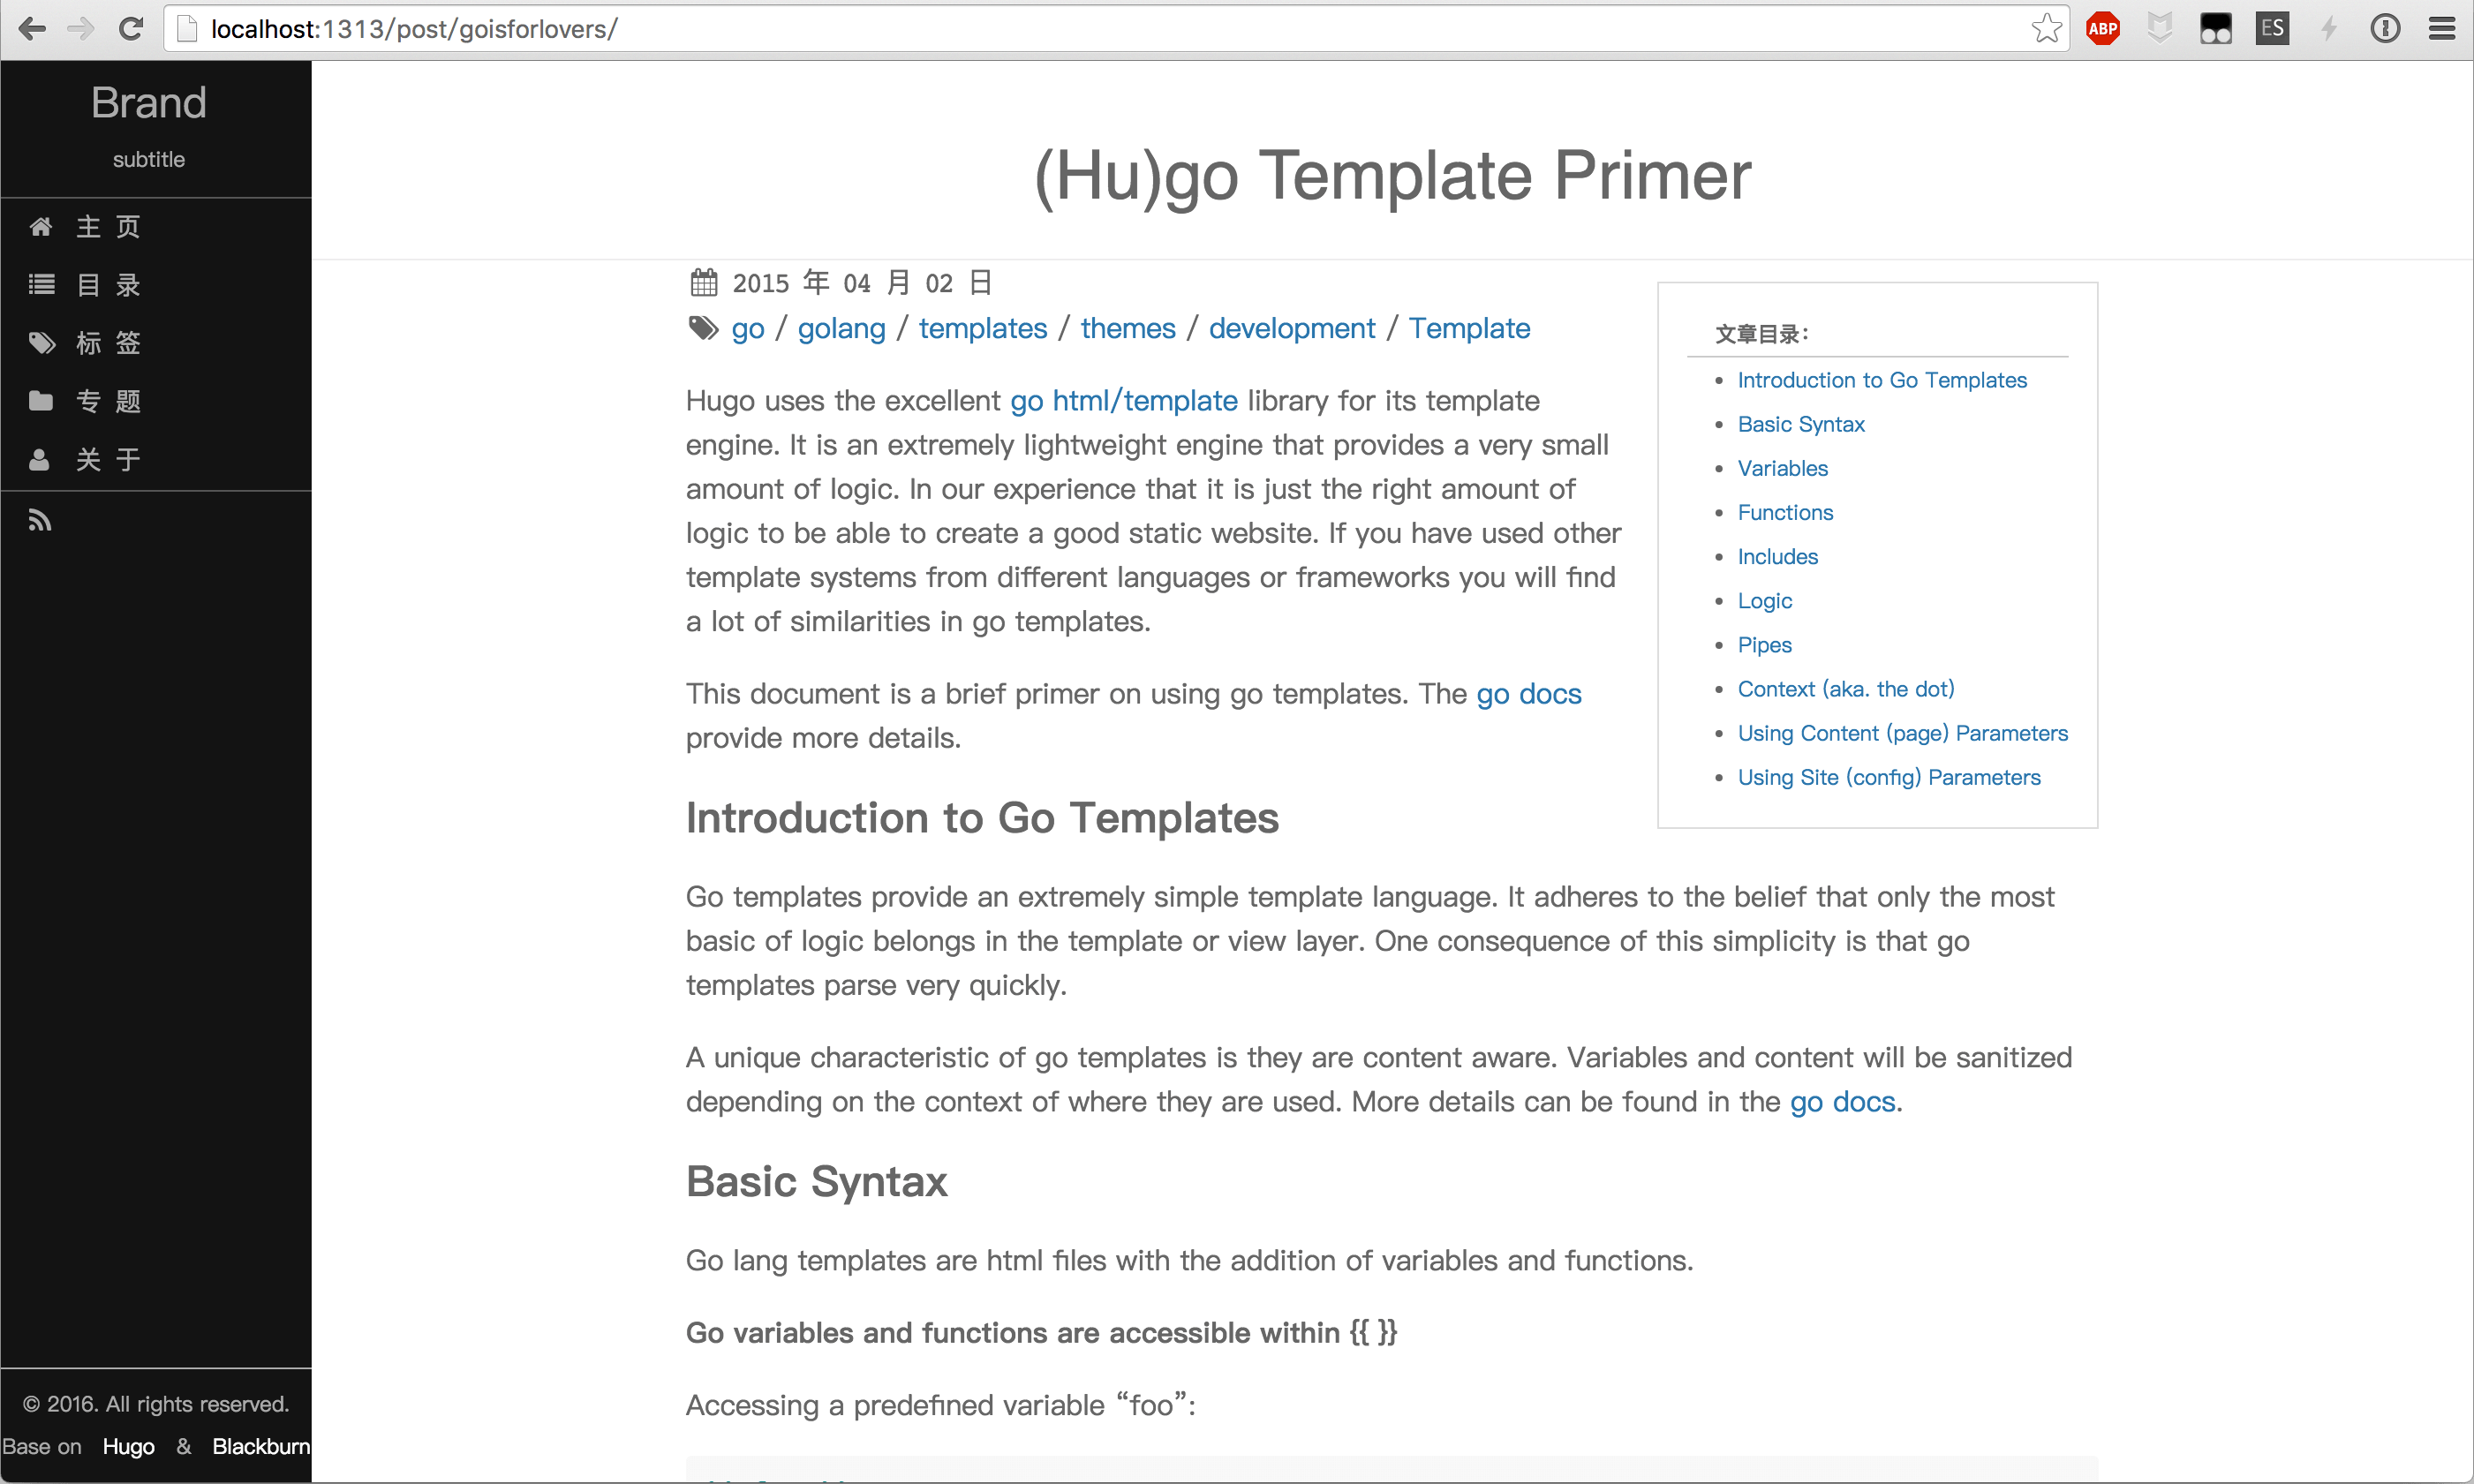 localhost:1313/post/goisforlovers/
ABP
ES
Brand
subtitle
主 页
目 录
标 签
专 题
关 于
© 2016. All rights reserved.
Base on Hugo & Blackburn
(Hu)go Template Primer
2015 年 04 月 02 日
go / golang / templates / themes / development / Template
Hugo uses the excellent go html/template library for its template
engine. It is an extremely lightweight engine that provides a very small
amount of logic. In our experience that it is just the right amount of
logic to be able to create a good static website. If you have used other
template systems from different languages or frameworks you will find
a lot of similarities in go templates.
This document is a brief primer on using go templates. The go docs
provide more details.
文章目录：
Introduction to Go Templates
Basic Syntax
Variables
Functions
Includes
Logic
Pipes
Context (aka. the dot)
Using Content (page) Parameters
Using Site (config) Parameters
Introduction to Go Templates
Go templates provide an extremely simple template language. It adheres to the belief that only the most
basic of logic belongs in the template or view layer. One consequence of this simplicity is that go
templates parse very quickly.
A unique characteristic of go templates is they are content aware. Variables and content will be sanitized
depending on the context of where they are used. More details can be found in the go docs.
Basic Syntax
Go lang templates are html files with the addition of variables and functions.
Go variables and functions are accessible within {{ }}
Accessing a predefined variable “foo”: